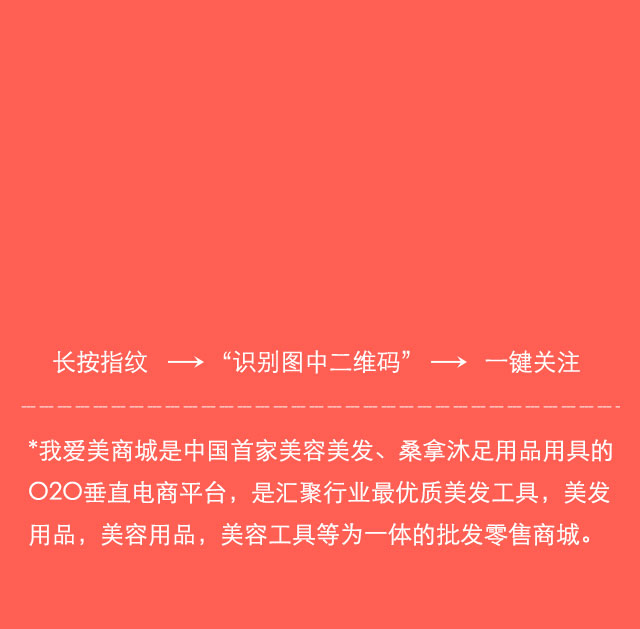 长按指纹 → “识别图中二维码” → 一键关注
*我爱美商城是中国首家美容美发、桑拿沐足用品用具的
O2O垂直电商平台，是汇聚行业最优质美发工具，美发
用品，美容用品，美容工具等为一体的批发零售商城。